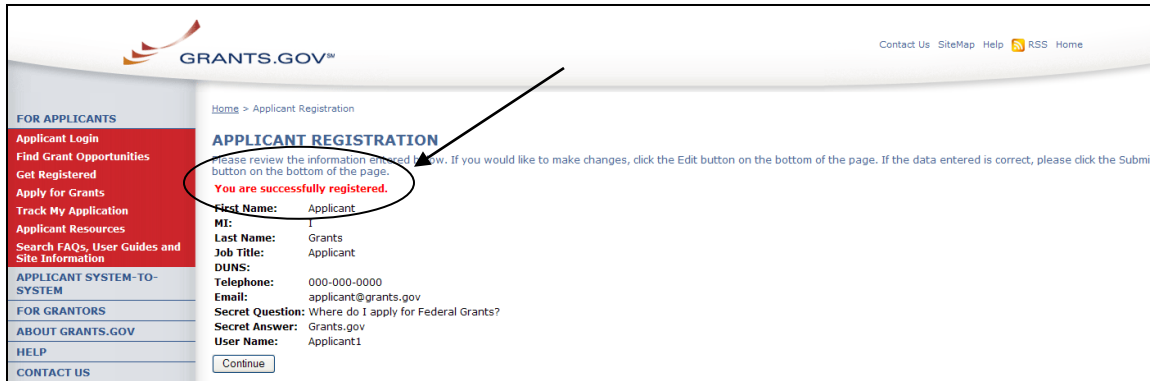 GRANTS.GOV℠
Contact Us SiteMap Help RSS Home
Home > Applicant Registration
FOR APPLICANTS
Applicant Login
Find Grant Opportunities
Get Registered
Apply for Grants
Track My Application
Applicant Resources
Search FAQs, User Guides and
Site Information
APPLICANT SYSTEM-TO-
SYSTEM
FOR GRANTORS
ABOUT GRANTS.GOV
HELP
CONTACT US
APPLICANT REGISTRATION
Please review the information entered below. If you would like to make changes, click the Edit button on the bottom of the page. If the data entered is correct, please click the Submi
button on the bottom of the page.
You are successfully registered.
First Name: Applicant
MI: I
Last Name: Grants
Job Title: Applicant
DUNS:
Telephone: 000-000-0000
Email: applicant@grants.gov
Secret Question: Where do I apply for Federal Grants?
Secret Answer: Grants.gov
User Name: Applicant1
Continue